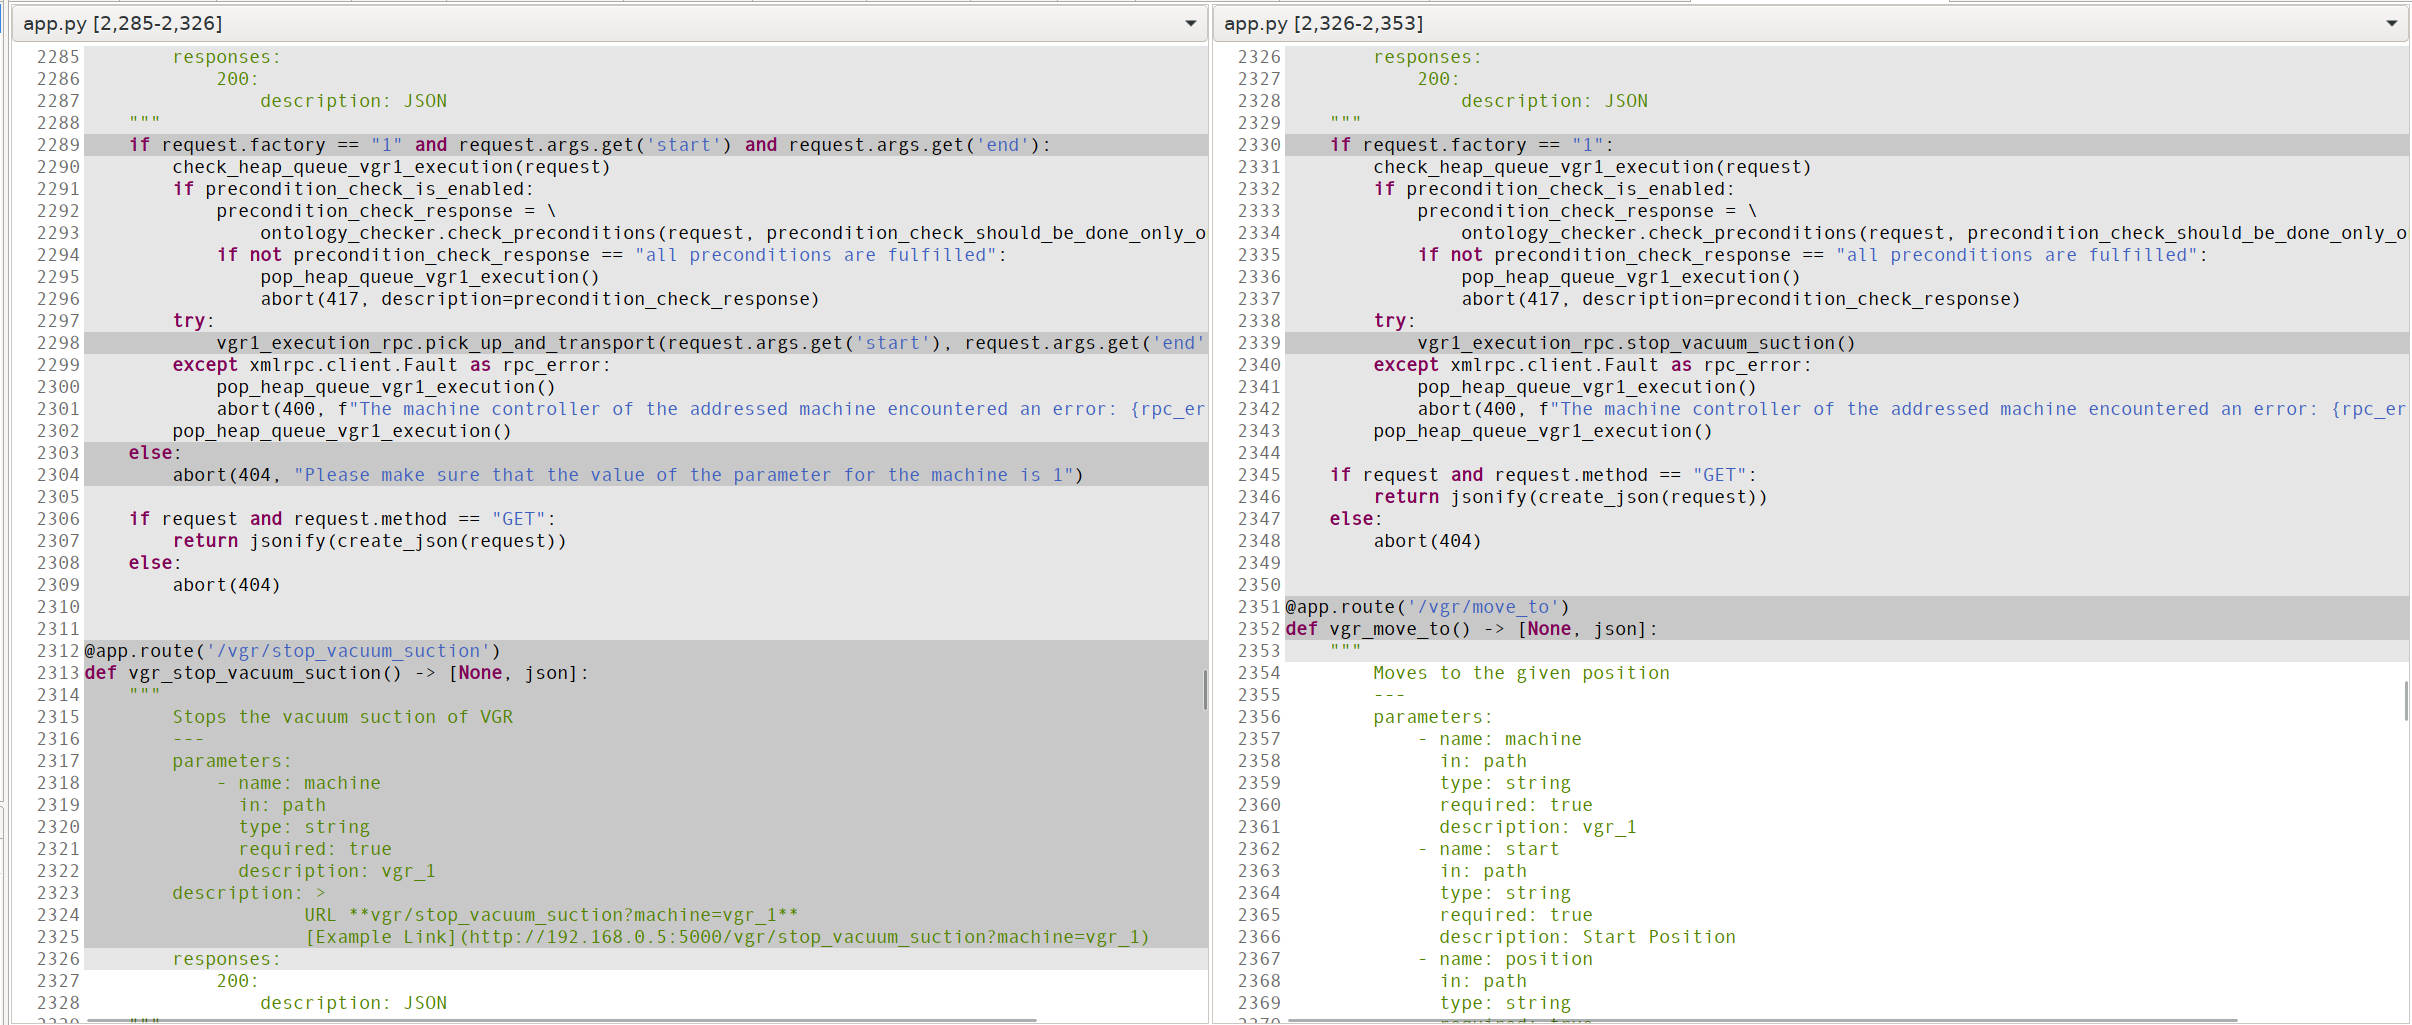 app.py [2,285-2,326]
2285         responses:
2286             200:
2287                 description: JSON
2288     """
2289     if request.factory == "1" and request.args.get('start') and request.args.get('end'):
2290         check_heap_queue_vgr1_execution(request)
2291         if precondition_check_is_enabled:
2292             precondition_check_response = \
2293                 ontology_checker.check_preconditions(request, precondition_check_should_be_done_only_o
2294             if not precondition_check_response == "all preconditions are fulfilled":
2295                 pop_heap_queue_vgr1_execution()
2296                 abort(417, description=precondition_check_response)
2297         try:
2298             vgr1_execution_rpc.pick_up_and_transport(request.args.get('start'), request.args.get('end'
2299         except xmlrpc.client.Fault as rpc_error:
2300             pop_heap_queue_vgr1_execution()
2301             abort(400, f"The machine controller of the addressed machine encountered an error: {rpc_er
2302         pop_heap_queue_vgr1_execution()
2303     else:
2304         abort(404, "Please make sure that the value of the parameter for the machine is 1")
2305
2306     if request and request.method == "GET":
2307         return jsonify(create_json(request))
2308     else:
2309         abort(404)
2310
2311
2312 @app.route('/vgr/stop_vacuum_suction')
2313 def vgr_stop_vacuum_suction() -> [None, json]:
2314     """
2315         Stops the vacuum suction of VGR
2316         ---
2317         parameters:
2318             - name: machine
2319               in: path
2320               type: string
2321               required: true
2322               description: vgr_1
2323         description: >
2324                     URL **vgr/stop_vacuum_suction?machine=vgr_1**
2325                     [Example Link](http://192.168.0.5:5000/vgr/stop_vacuum_suction?machine=vgr_1)
2326         responses:
2327             200:
2328                 description: JSON
app.py [2,326-2,353]
2326         responses:
2327             200:
2328                 description: JSON
2329     """
2330     if request.factory == "1":
2331         check_heap_queue_vgr1_execution(request)
2332         if precondition_check_is_enabled:
2333             precondition_check_response = \
2334                 ontology_checker.check_preconditions(request, precondition_check_should_be_done_only_o
2335             if not precondition_check_response == "all preconditions are fulfilled":
2336                 pop_heap_queue_vgr1_execution()
2337                 abort(417, description=precondition_check_response)
2338         try:
2339             vgr1_execution_rpc.stop_vacuum_suction()
2340         except xmlrpc.client.Fault as rpc_error:
2341             pop_heap_queue_vgr1_execution()
2342             abort(400, f"The machine controller of the addressed machine encountered an error: {rpc_er
2343         pop_heap_queue_vgr1_execution()
2344
2345     if request and request.method == "GET":
2346         return jsonify(create_json(request))
2347     else:
2348         abort(404)
2349
2350
2351 @app.route('/vgr/move_to')
2352 def vgr_move_to() -> [None, json]:
2353     """
2354         Moves to the given position
2355         ---
2356         parameters:
2357             - name: machine
2358               in: path
2359               type: string
2360               required: true
2361               description: vgr_1
2362             - name: start
2363               in: path
2364               type: string
2365               required: true
2366               description: Start Position
2367             - name: position
2368               in: path
2369               type: string